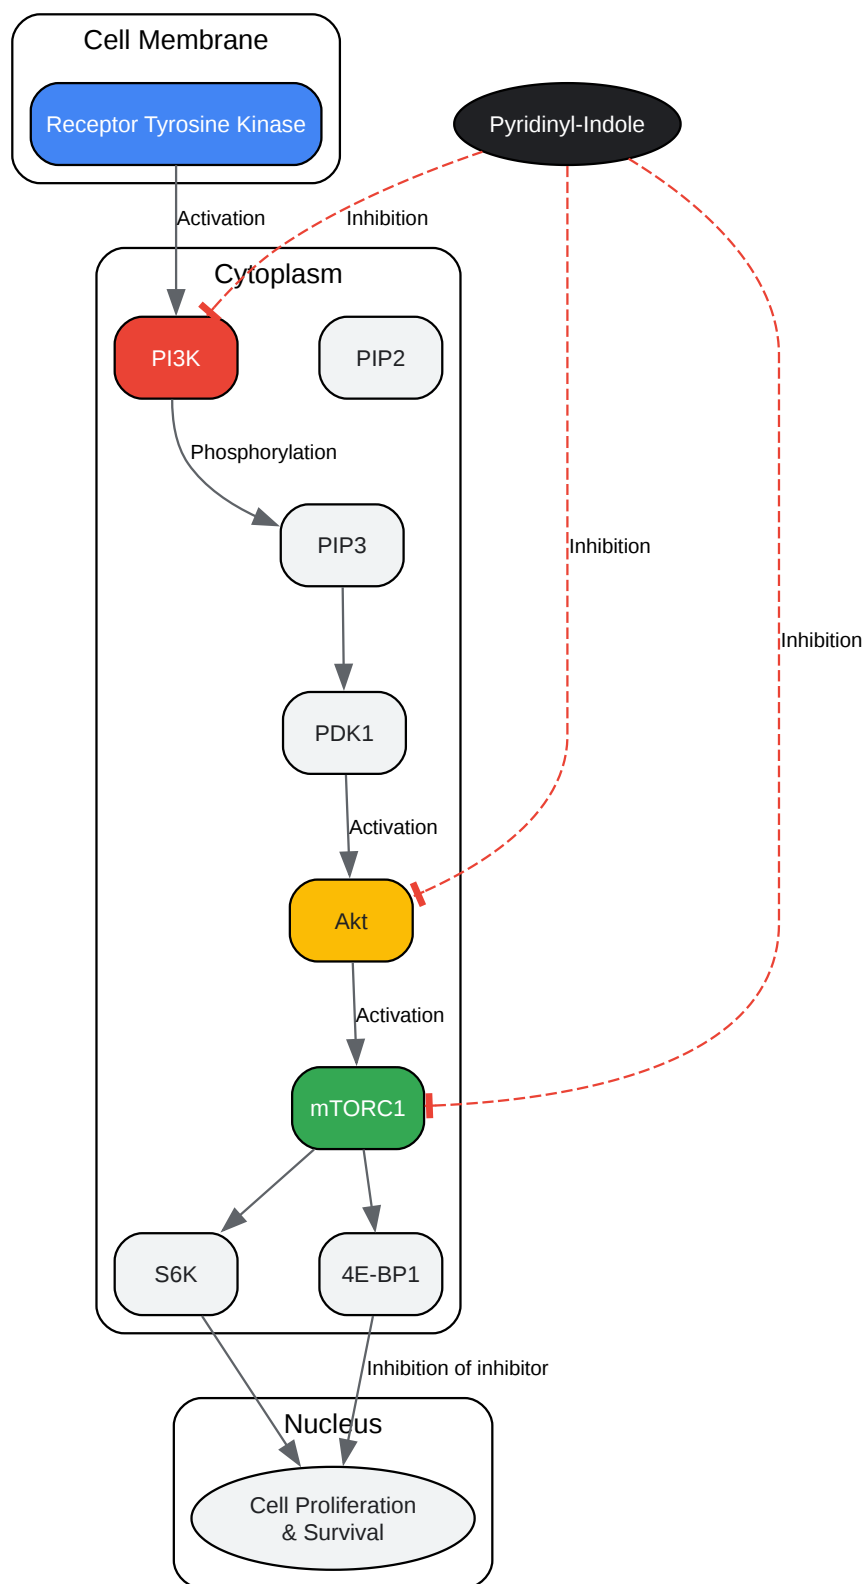 Cell Membrane
Receptor Tyrosine Kinase
Pyridinyl-Indole
Activation
Inhibition
Cytoplasm
PI3K
PIP2
Phosphorylation
PIP3
Inhibition
Inhibition
PDK1
Activation
Akt
Activation
mTORC1
S6K
4E-BP1
Inhibition of inhibitor
Nucleus
Cell Proliferation
& Survival